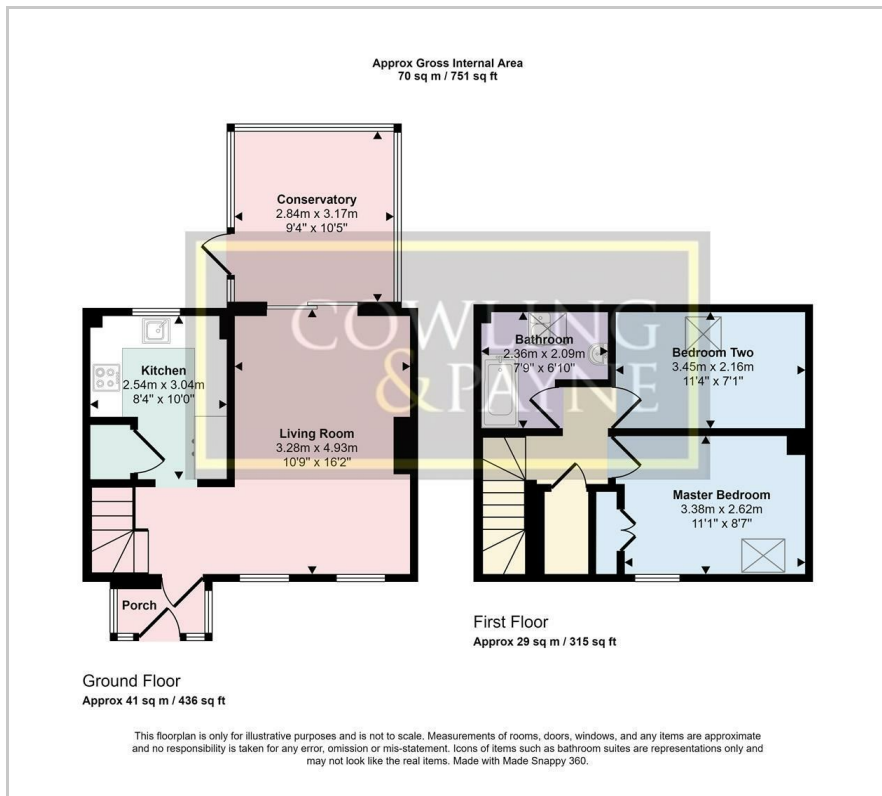 Approx Gross Internal Area
70 sq m / 751 sq ft
Conservatory
2.84m x 3.17m
9'4" x 10'5"
COWLING
& PAYNE
Kitchen
2.54m x 3.04m
8'4" x 10'0"
Living Room
3.28m x 4.93m
10'9" x 16'2"
Porch
Ground Floor
Approx 41 sq m / 436 sq ft
Bathroom
2.36m x 2.09m
7'9" x 6'10"
Bedroom Two
3.45m x 2.16m
11'4" x 7'1"
Master Bedroom
3.38m x 2.62m
11'1" x 8'7"
First Floor
Approx 29 sq m / 315 sq ft
This floorplan is only for illustrative purposes and is not to scale. Measurements of rooms, doors, windows, and any items are approximate
and no responsibility is taken for any error, omission or mis-statement. Icons of items such as bathroom suites are representations only and
may not look like the real items. Made with Made Snappy 360.